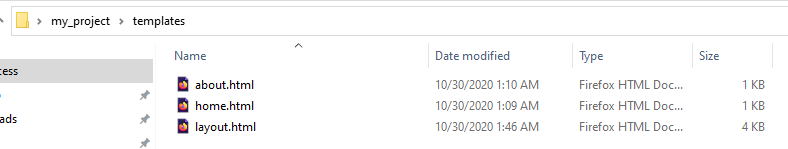 my_project templates
Name Date modified Type Size
cess
about.html 10/30/2020 1:10 AM Firefox HTML Doc... 1 KB
home.html 10/30/2020 1:09 AM Firefox HTML Doc... 1 KB
ads layout.html 10/30/2020 1:46 AM Firefox HTML Doc... 4 KB